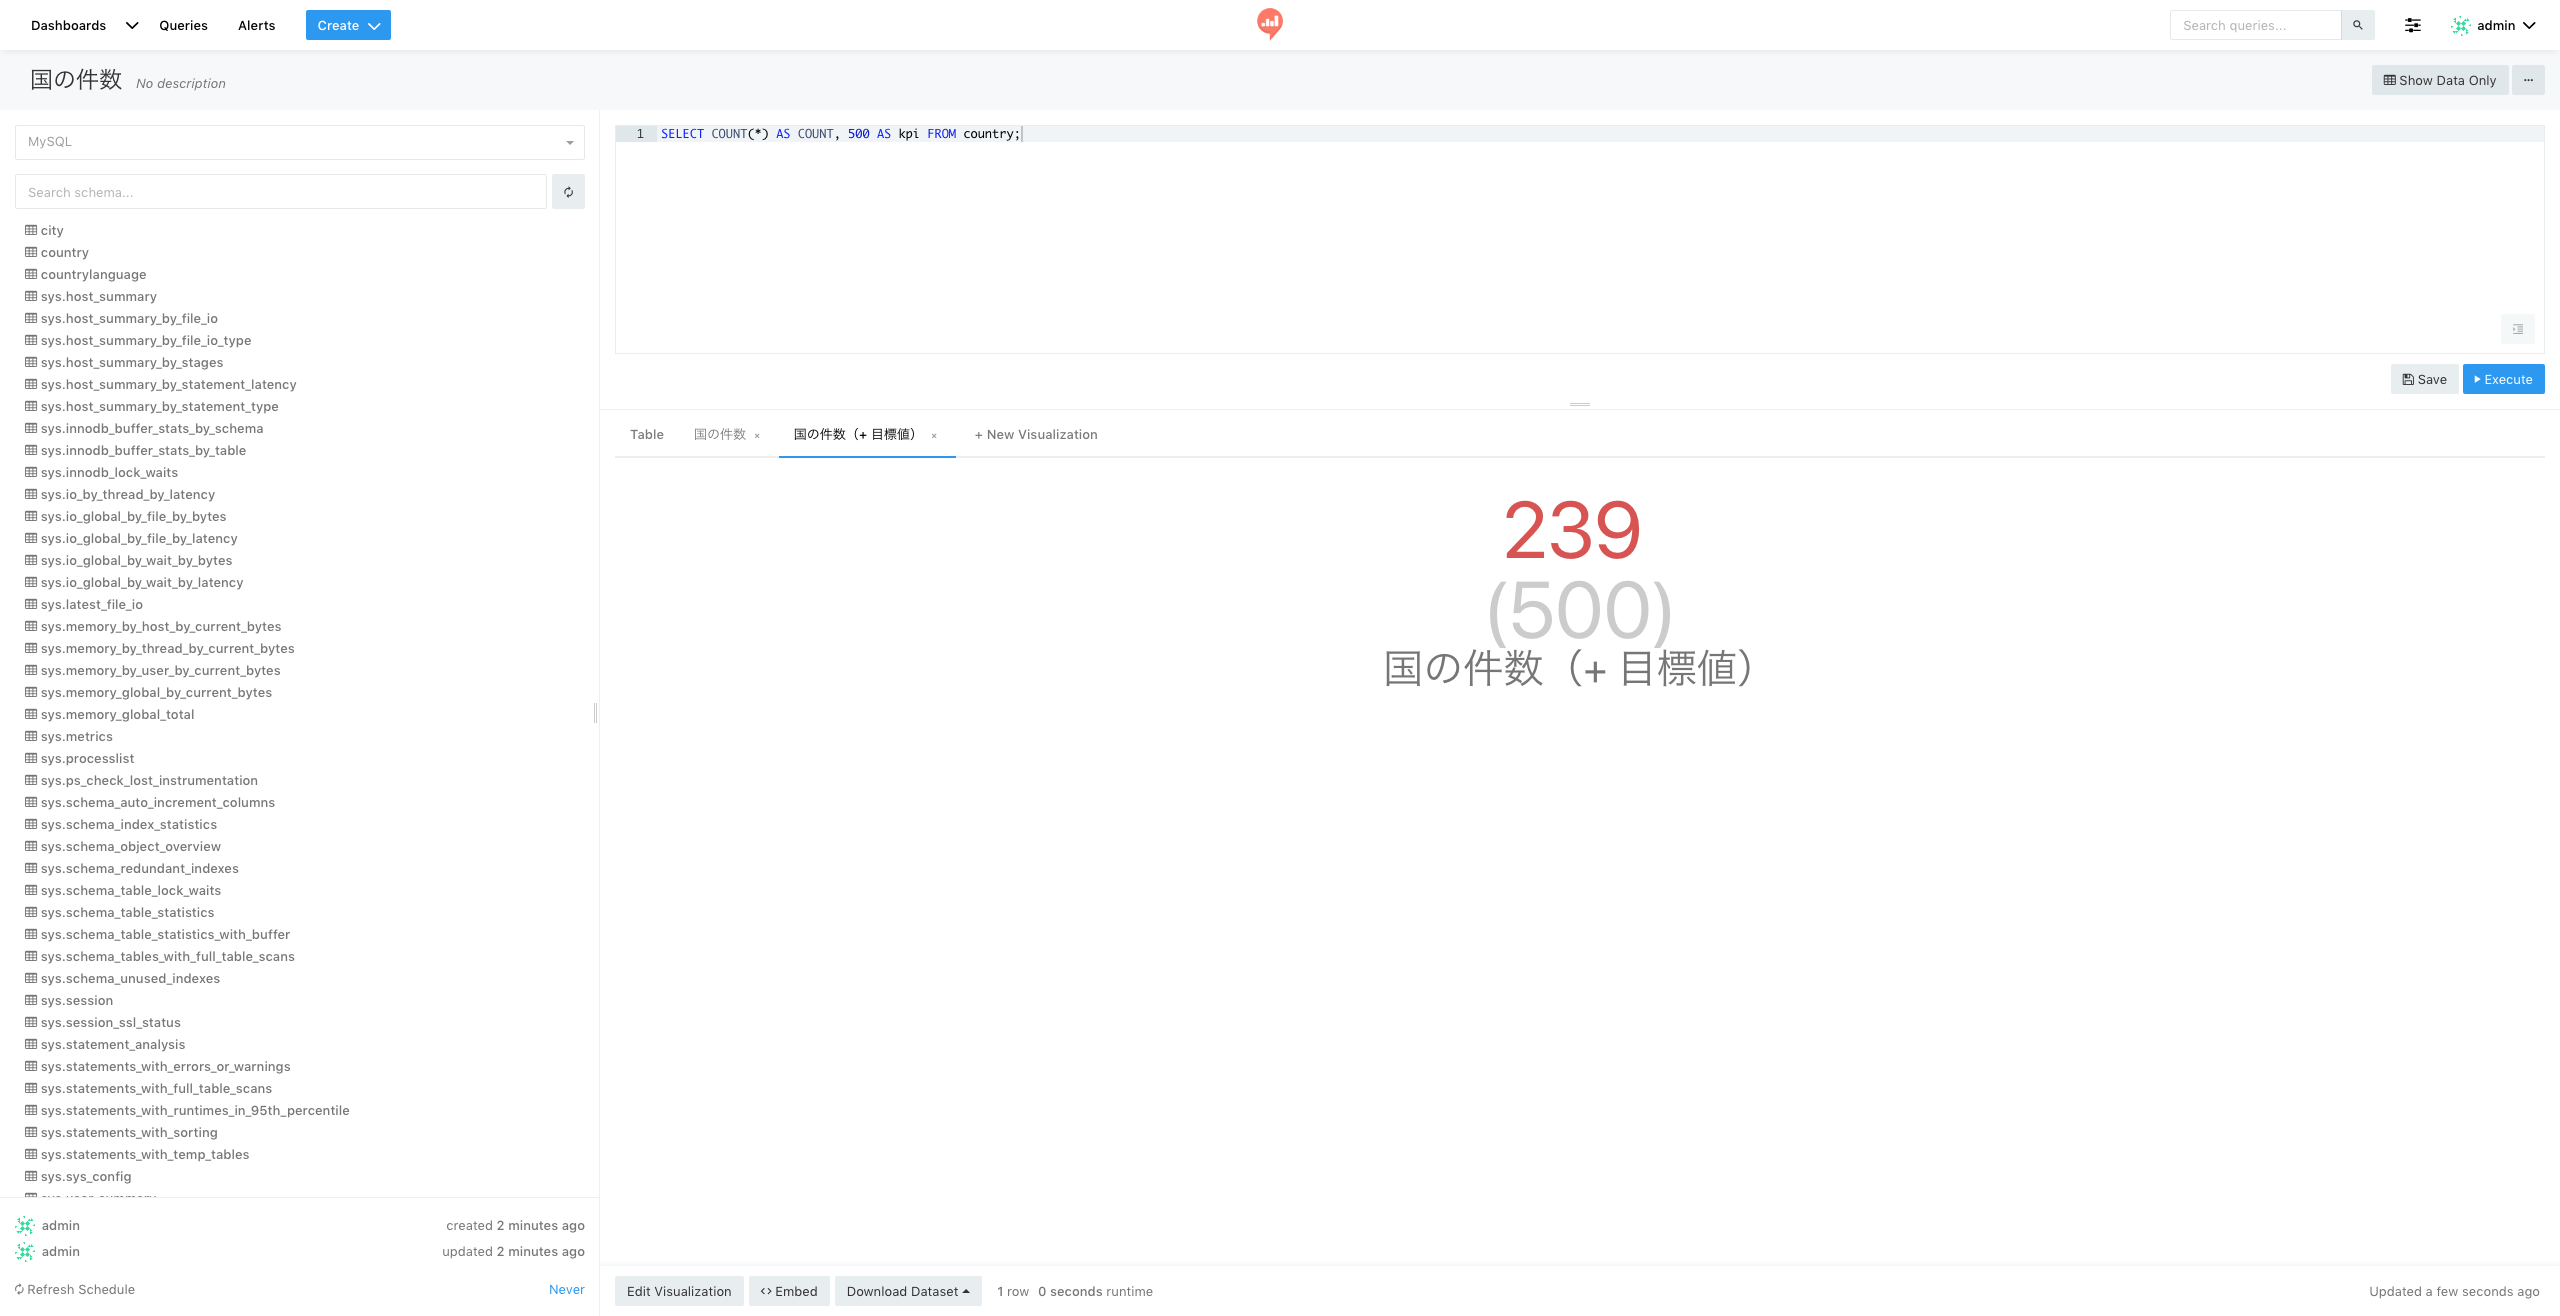 Dashboards Queries Alerts Create
Search queries...
admin
国の件数 No description
Show Data Only
MySQL
Search schema...
city
country
countrylanguage
sys.host_summary
sys.host_summary_by_file_io
sys.host_summary_by_file_io_type
sys.host_summary_by_stages
sys.host_summary_by_statement_latency
sys.host_summary_by_statement_type
sys.innodb_buffer_stats_by_schema
sys.innodb_buffer_stats_by_table
sys.innodb_lock_waits
sys.io_by_thread_by_latency
sys.io_global_by_file_by_bytes
sys.io_global_by_file_by_latency
sys.io_global_by_wait_by_bytes
sys.io_global_by_wait_by_latency
sys.latest_file_io
sys.memory_by_host_by_current_bytes
sys.memory_by_thread_by_current_bytes
sys.memory_by_user_by_current_bytes
sys.memory_global_by_current_bytes
sys.memory_global_total
sys.metrics
sys.processlist
sys.ps_check_lost_instrumentation
sys.schema_auto_increment_columns
sys.schema_index_statistics
sys.schema_object_overview
sys.schema_redundant_indexes
sys.schema_table_lock_waits
sys.schema_table_statistics
sys.schema_table_statistics_with_buffer
sys.schema_tables_with_full_table_scans
sys.schema_unused_indexes
sys.session
sys.session_ssl_status
sys.statement_analysis
sys.statements_with_errors_or_warnings
sys.statements_with_full_table_scans
sys.statements_with_runtimes_in_95th_percentile
sys.statements_with_sorting
sys.statements_with_temp_tables
sys.sys_config
admin created 2 minutes ago
admin updated 2 minutes ago
Refresh Schedule Never
1 SELECT COUNT(*) AS COUNT, 500 AS kpi FROM country;
Save Execute
Table 国の件数 × 国の件数（+ 目標値） × + New Visualization
239
(500)
国の件数（+ 目標値）
Edit Visualization <> Embed Download Dataset 1 row 0 seconds runtime Updated a few seconds ago